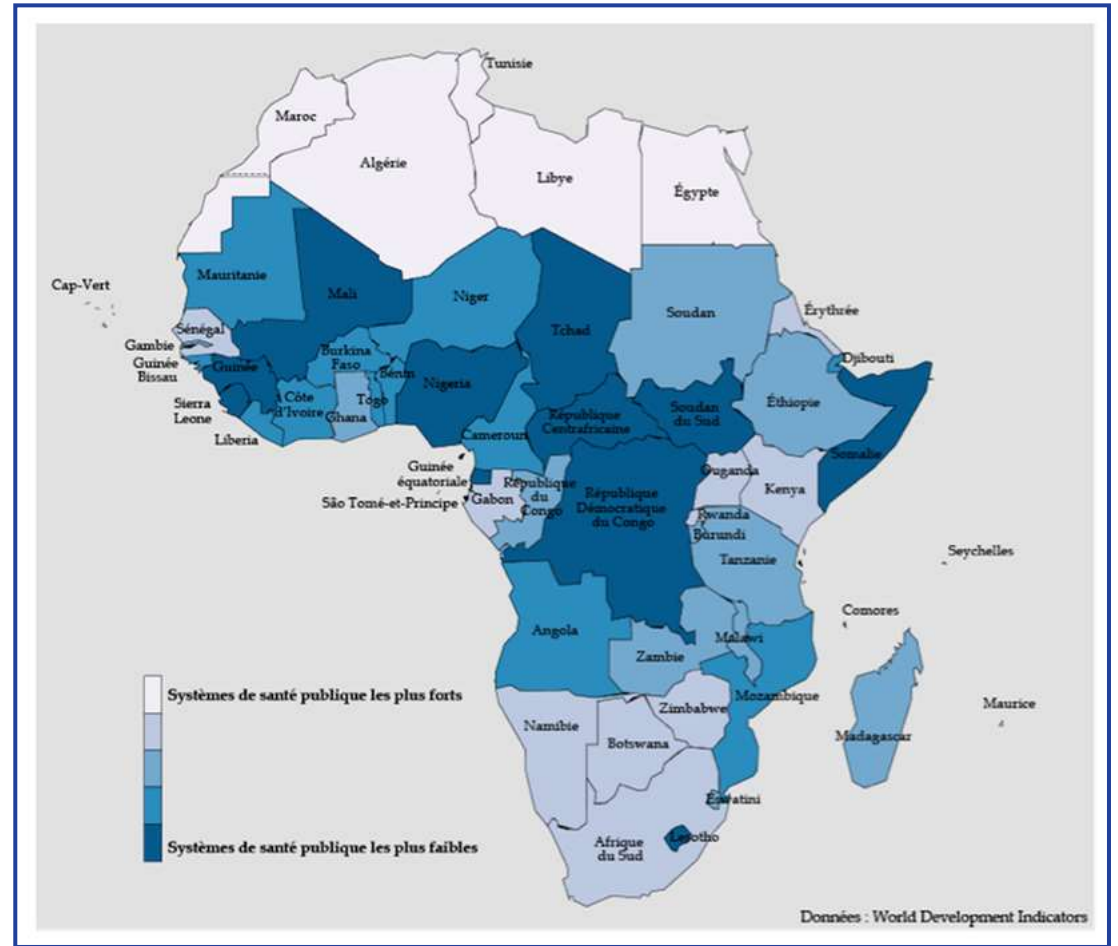 Tunisie
Maroc
Algérie
Libye
Égypte
Cap-Vert
Mauritanie
Mali
Niger
Tchad
Soudan
Érythrée
Sénégal
Gambie
Guinée
Bissau
Guinée
Burkina
Faso
Bénin
Nigeria
Djibouti
Sierra
Leone
Côte
d'Ivoire
Ghana
Togo
Liberia
Cameroun
République
Centrafricaine
Soudan
du Sud
Éthiopie
Somalie
Guinée
équatoriale
São Tomé-et-Principe
Gabon
République
du
Congo
République
Démocratique
du Congo
Ouganda
Kenya
Rwanda
Burundi
Tanzanie
Seychelles
Comores
Angola
Zambie
Malawi
Mozambique
Madagascar
Maurice
Namibie
Botswana
Zimbabwe
Eswatini
Lesotho
Afrique
du Sud
Systèmes de santé publique les plus forts
Systèmes de santé publique les plus faibles
Données : World Development Indicators